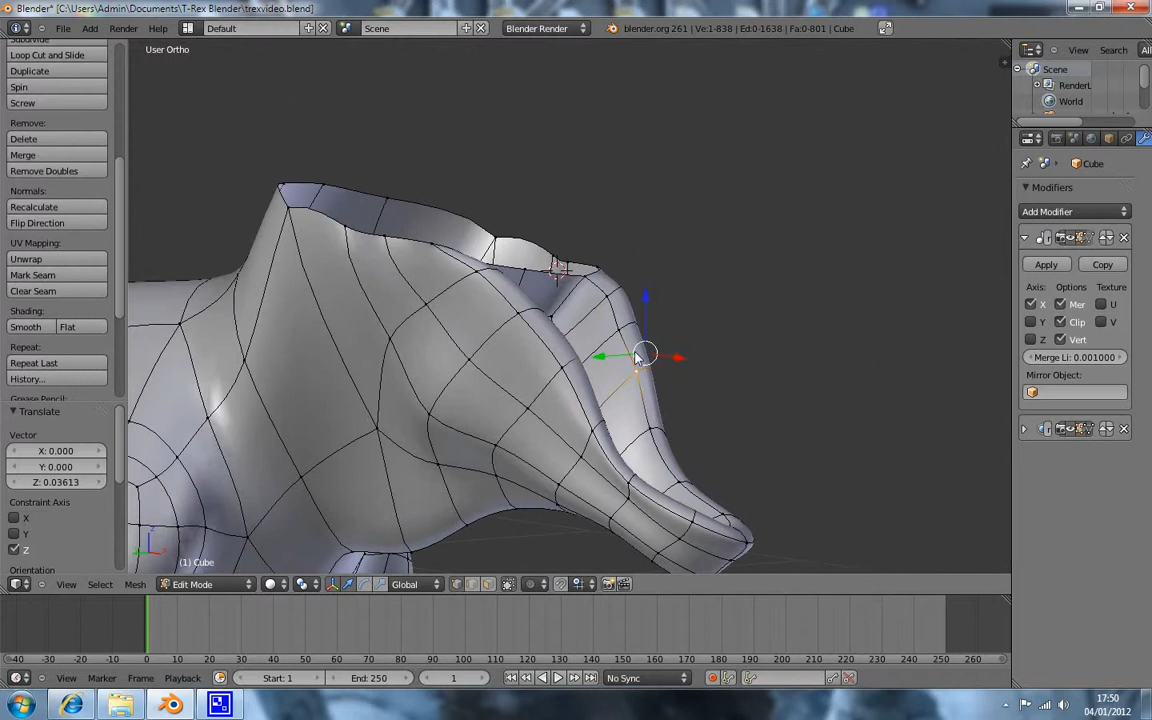 Blender* [C:\Users\Admin\Documents\T-Rex Blender\trexvideo.blend]
File Add Render Help Default Scene Blender Render blender.org 261 | Ve:1-838 | Ed:0-1638 | Fa:0-801 | Cube
View Search All
User Ortho
Subdivide
Loop Cut and Slide
Duplicate
Spin
Screw
Remove:
Delete
Merge
Remove Doubles
Normals:
Recalculate
Flip Direction
UV Mapping:
Unwrap
Mark Seam
Clear Seam
Shading:
Smooth Flat
Repeat:
Repeat Last
History...
Grease Pencil:
Translate
Vector
X: 0.000
Y: 0.000
Z: 0.03613
Constraint Axis
X
Y
Z
Orientation
(1) Cube
Scene
RenderL
World
Cube
Modifiers
Add Modifier
Apply Copy
Axis: Options Texture
X Mer U
Y Clip V
Z Vert
Merge Li: 0.001000
Mirror Object:
View Select Mesh Edit Mode Global
-40 -30 -20 -10 0 10 20 30 40 50 60 70 80 90 100 110 120 130 140 150 160 170 180 190 200 210 220 230 240 250 260
View Marker Frame Playback Start: 1 End: 250 1 No Sync
17:50
04/01/2012